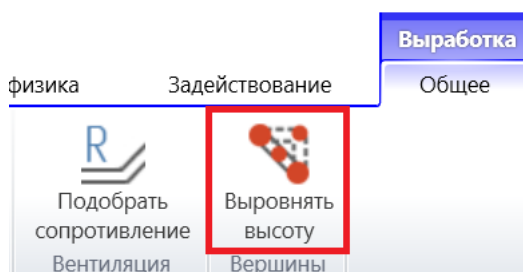 Выработка
физика Задействование Общее
R
Подобрать Выровнять
сопротивление высоту
Вентиляция Вершины